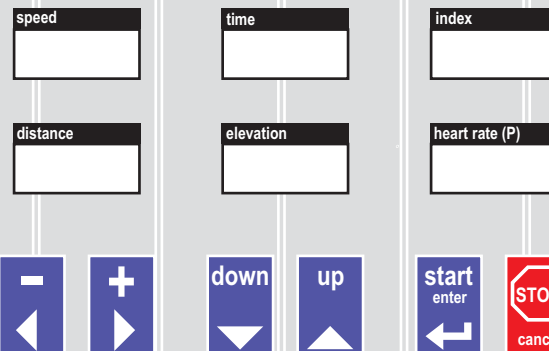 speed
time
index
distance
elevation
heart rate (P)
-
+
down
up
start
enter